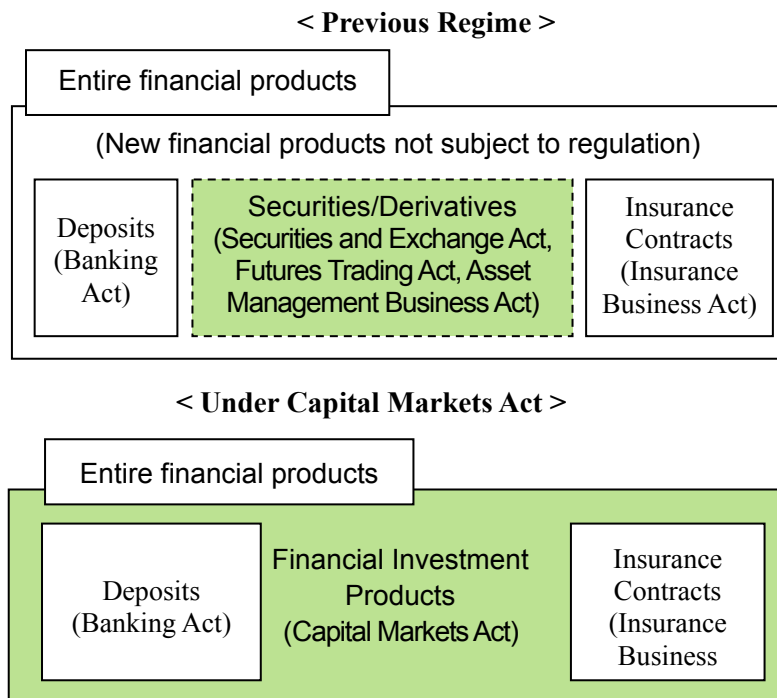 < Previous Regime >
Entire financial products
(New financial products not subject to regulation)
Deposits
(Banking
Act)
Securities/Derivatives
(Securities and Exchange Act,
Futures Trading Act, Asset
Management Business Act)
Insurance
Contracts
(Insurance
Business Act)
< Under Capital Markets Act >
Entire financial products
Deposits
(Banking Act)
Financial Investment
Products
(Capital Markets Act)
Insurance
Contracts
(Insurance
Business